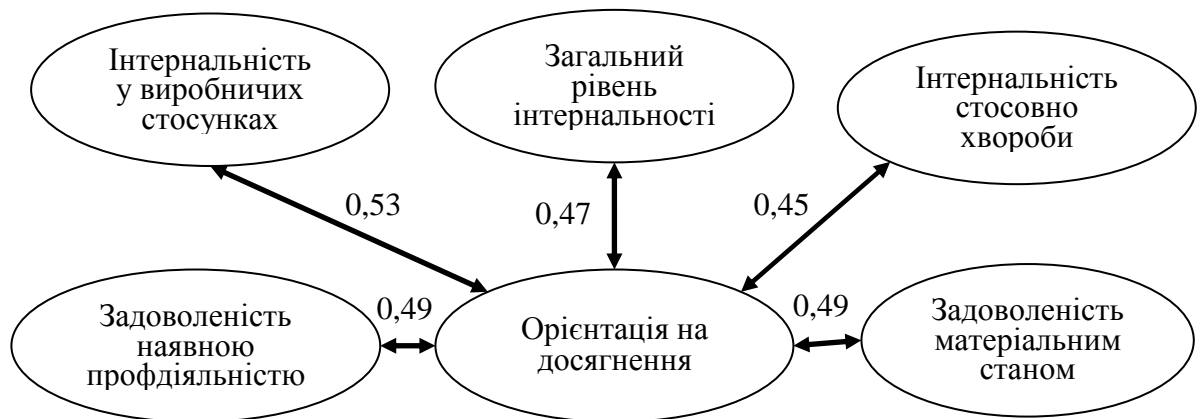 Інтернальність
у виробничих
стосунках
Загальний
рівень
інтернальності
Інтернальність
стосовно
хвороби
0,53
0,47
0,45
Задоволеність
наявною
профдіяльністю
0,49
Орієнтація на
досягнення
0,49
Задоволеність
матеріальним
станом